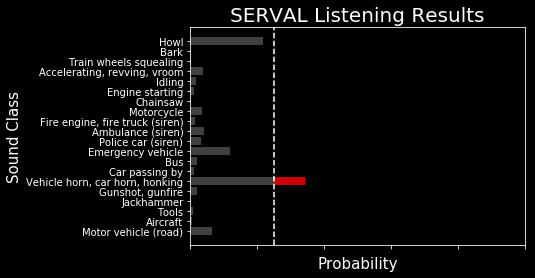 SERVAL Listening Results
Sound Class
Howl
Bark
Train wheels squealing
Accelerating, revving, vroom
Idling
Engine starting
Chainsaw
Motorcycle
Fire engine, fire truck (siren)
Ambulance (siren)
Police car (siren)
Emergency vehicle
Bus
Car passing by
Vehicle horn, car horn, honking
Gunshot, gunfire
Jackhammer
Tools
Aircraft
Motor vehicle (road)
Probability